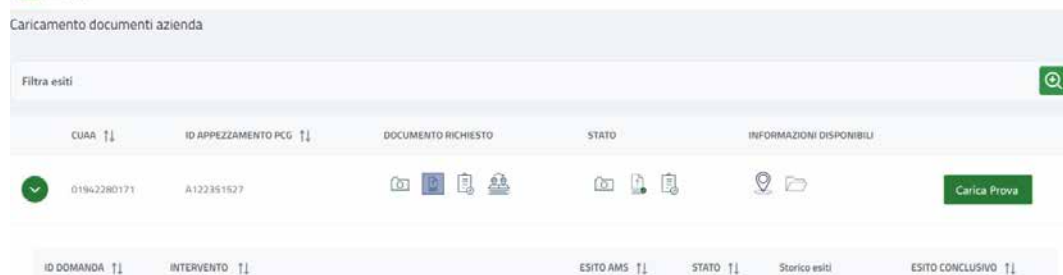 Caricamento documenti azienda
Filtra esiti
CUAA ID APPEZZAMENTO PCG DOCUMENTO RICHIESTO STATO INFORMAZIONI DISPONIBILI
01942280171 A122351527 Carica Prova
ID DOMANDA INTERVENTO ESITO AMS STATO Storico esiti ESITO CONCLUSIVO